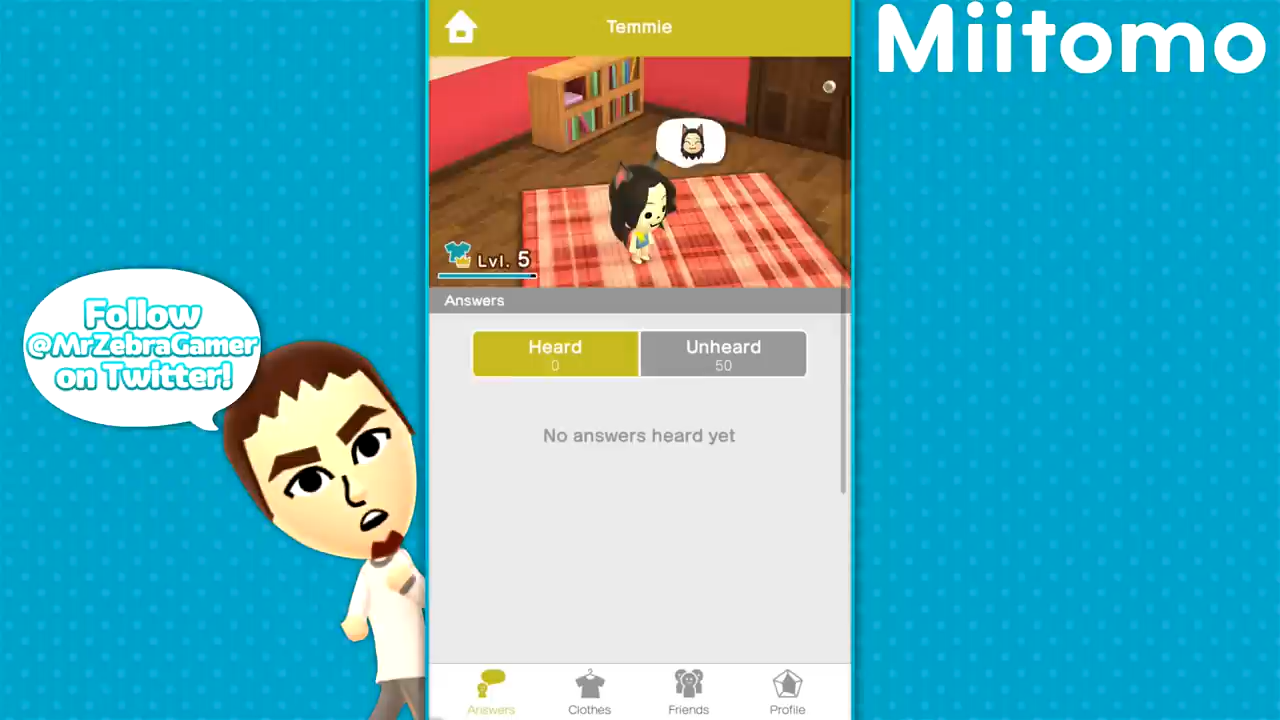 Temmie
Miitomo
Lvl. 5
Answers
Heard
0
Unheard
50
No answers heard yet
Follow
@MrZebraGamer
on Twitter!
Answers
Clothes
Friends
Profile